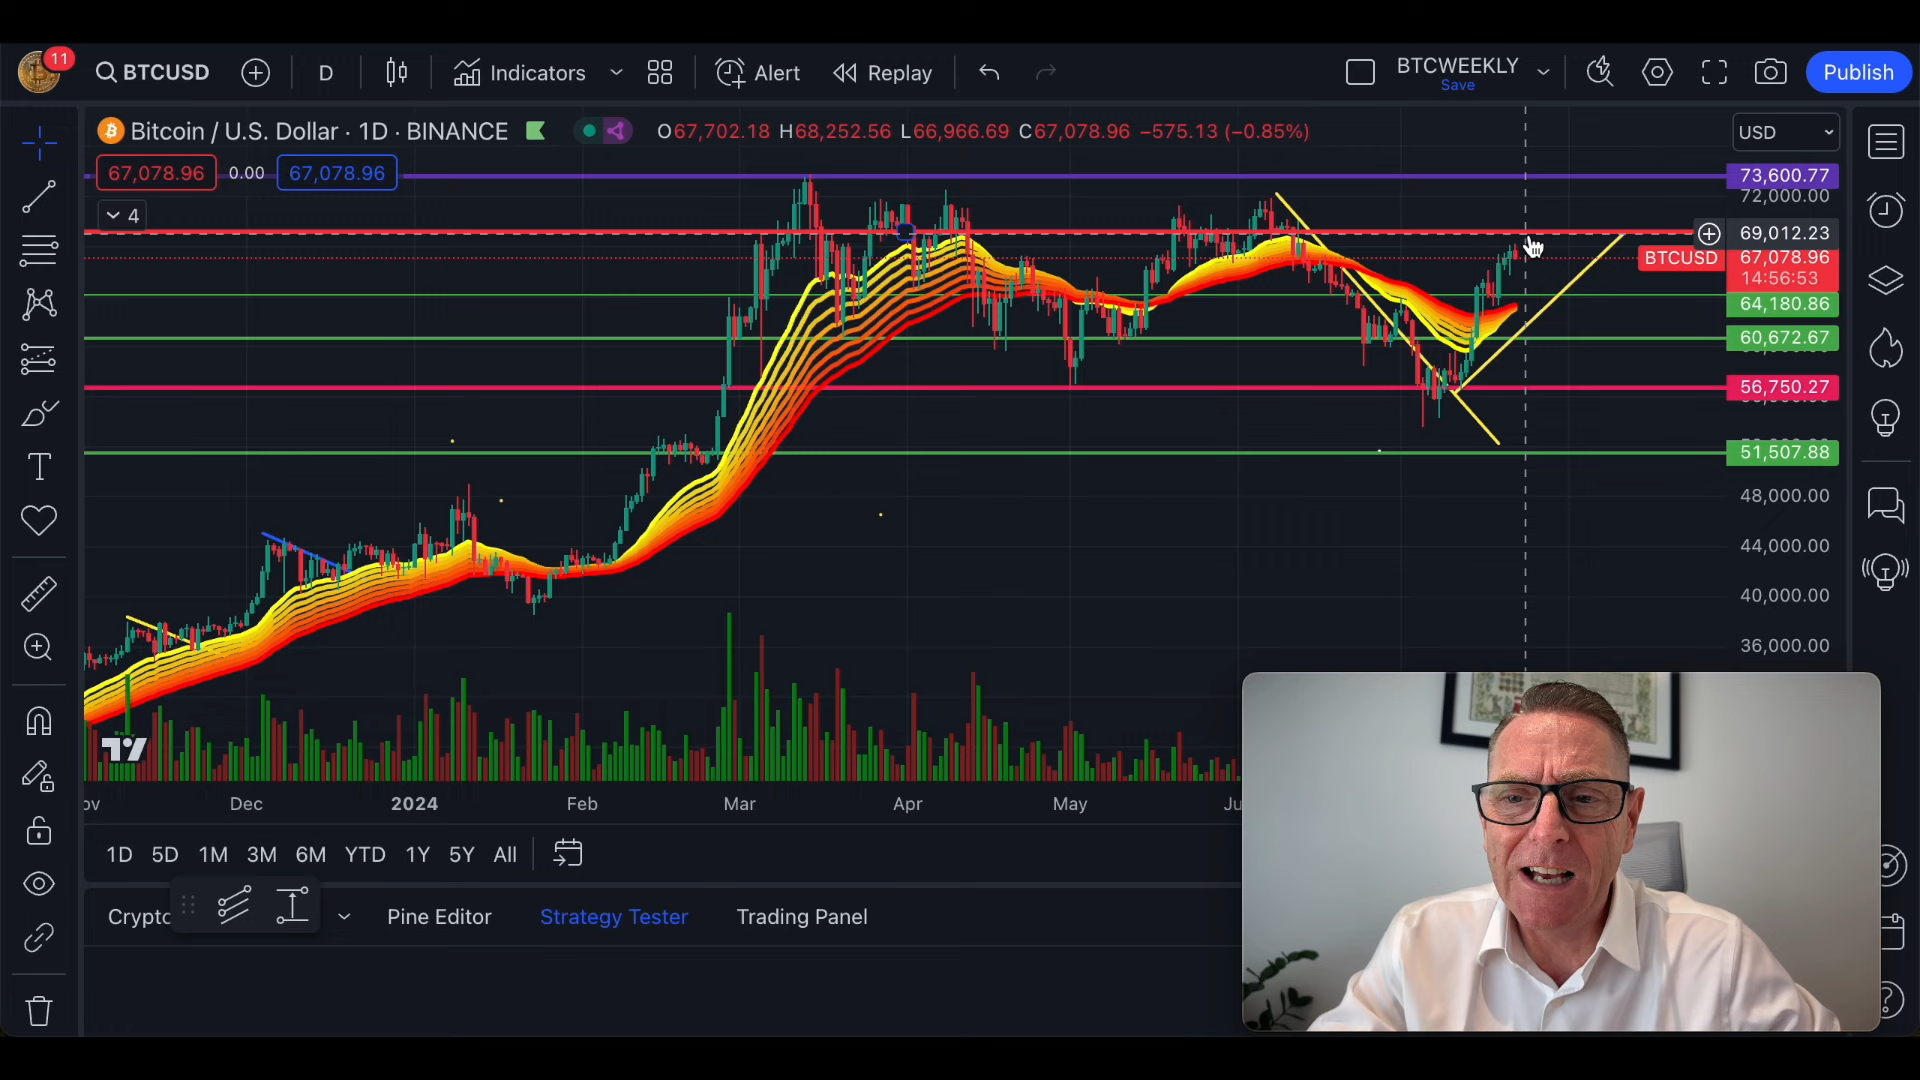 11
BTCUSD
D
Indicators
Alert
Replay
BTCWEEKLY
Save
Publish
Bitcoin / U.S. Dollar · 1D · BINANCE
O67,702.18 H68,252.56 L66,966.69 C67,078.96 −575.13 (−0.85%)
USD
67,078.96
0.00
67,078.96
4
73,600.77
72,000.00
69,012.23
BTCUSD
67,078.96
14:56:53
64,180.86
60,672.67
56,750.27
51,507.88
48,000.00
44,000.00
40,000.00
36,000.00
ov
Dec
2024
Feb
Mar
Apr
May
Ju
1D
5D
1M
3M
6M
YTD
1Y
5Y
All
Crypto
Pine Editor
Strategy Tester
Trading Panel